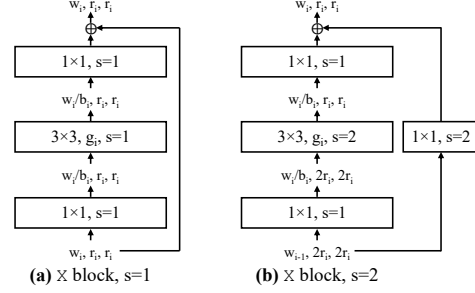 wᵢ, rᵢ, rᵢ
⊕
1×1, s=1
wᵢ/bᵢ, rᵢ, rᵢ
3×3, gᵢ, s=1
wᵢ/bᵢ, rᵢ, rᵢ
1×1, s=1
wᵢ, rᵢ, rᵢ
(a) X block, s=1
wᵢ, rᵢ, rᵢ
⊕
1×1, s=1
wᵢ/bᵢ, rᵢ, rᵢ
3×3, gᵢ, s=2
1×1, s=2
wᵢ/bᵢ, 2rᵢ, 2rᵢ
1×1, s=1
wᵢ₋₁, 2rᵢ, 2rᵢ
(b) X block, s=2